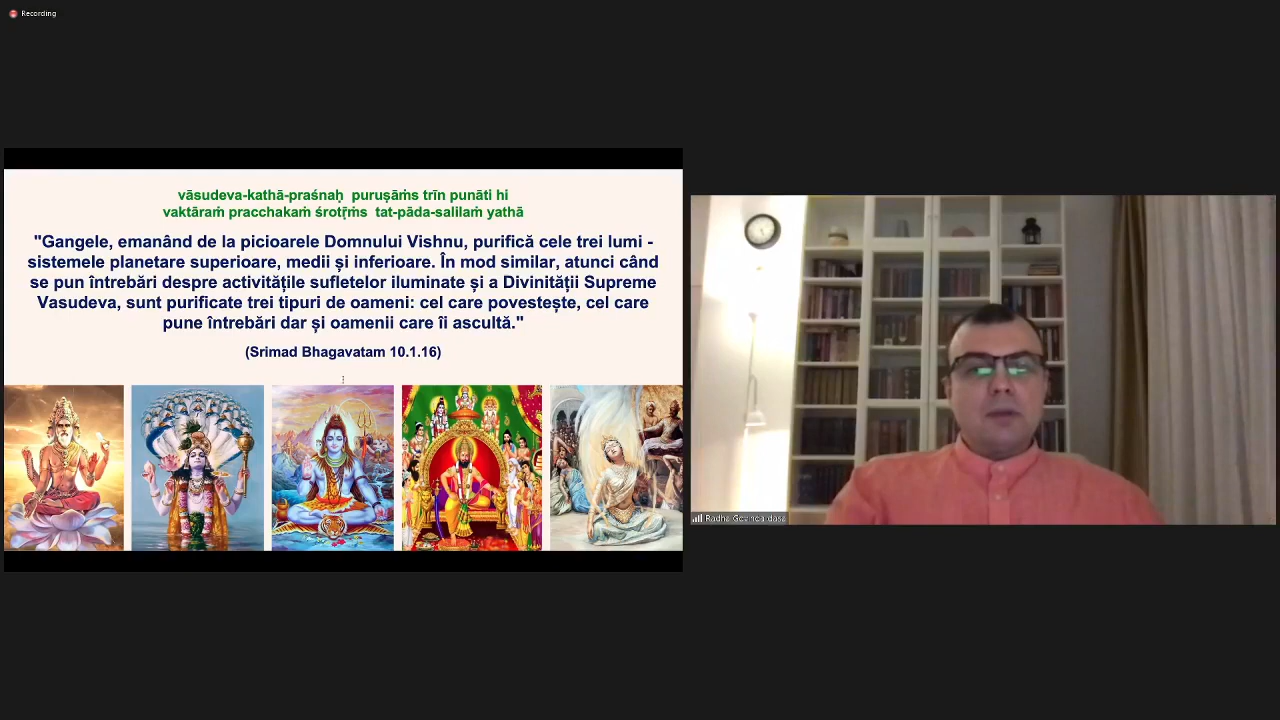 Recording
vāsudeva-kathā-praśnaḥ puruṣāṁs trīn punāti hi
vaktāraṁ pracchakaṁ śrotṝṁs tat-pāda-salilaṁ yathā
"Gangele, emanând de la picioarele Domnului Vishnu, purifică cele trei lumi -
sistemele planetare superioare, medii și inferioare. În mod similar, atunci când
se pun întrebări despre activitățile sufletelor iluminate și a Divinității Supreme
Vasudeva, sunt purificate trei tipuri de oameni: cel care povestește, cel care
pune întrebări dar și oamenii care îi ascultă."
(Srimad Bhagavatam 10.1.16)
Radha Govinda dasa